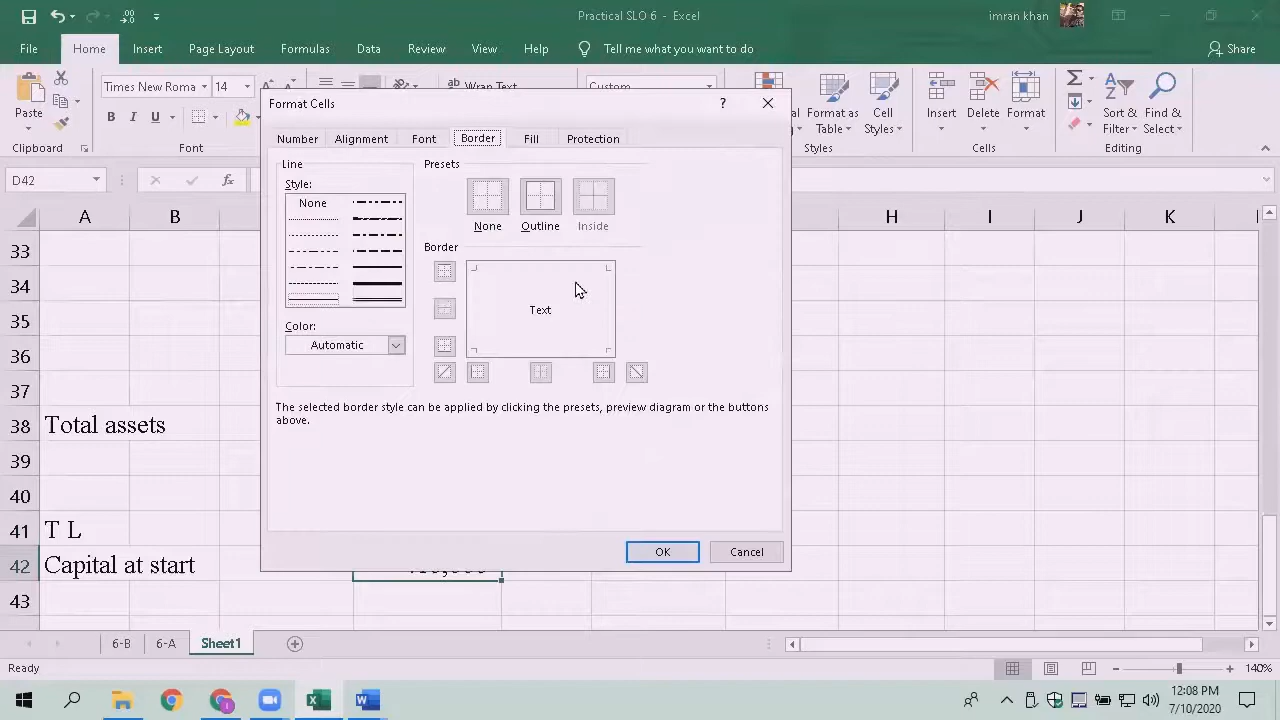 Practical SLO 6 - Excel
imran khan
File Home Insert Page Layout Formulas Data Review View Help Tell me what you want to do Share
Times New Roma 14 Wrap Text Custom
Paste
B I U
Format as Table
Cell Styles
Insert Delete Format
Sort & Filter
Find & Select
Clipboard Font Styles Cells Editing
D42 fx
Format Cells
Number Alignment Font Border Fill Protection
Line
Style:
None
Color:
Automatic
Presets
None Outline Inside
Border
Text
The selected border style can be applied by clicking the presets, preview diagram or the buttons
above.
OK Cancel
A B H I J K
33
34
35
36
37
38 Total assets
39
40
41 T L
42 Capital at start
43
6-B 6-A Sheet1
Ready
140%
12:08 PM
7/10/2020